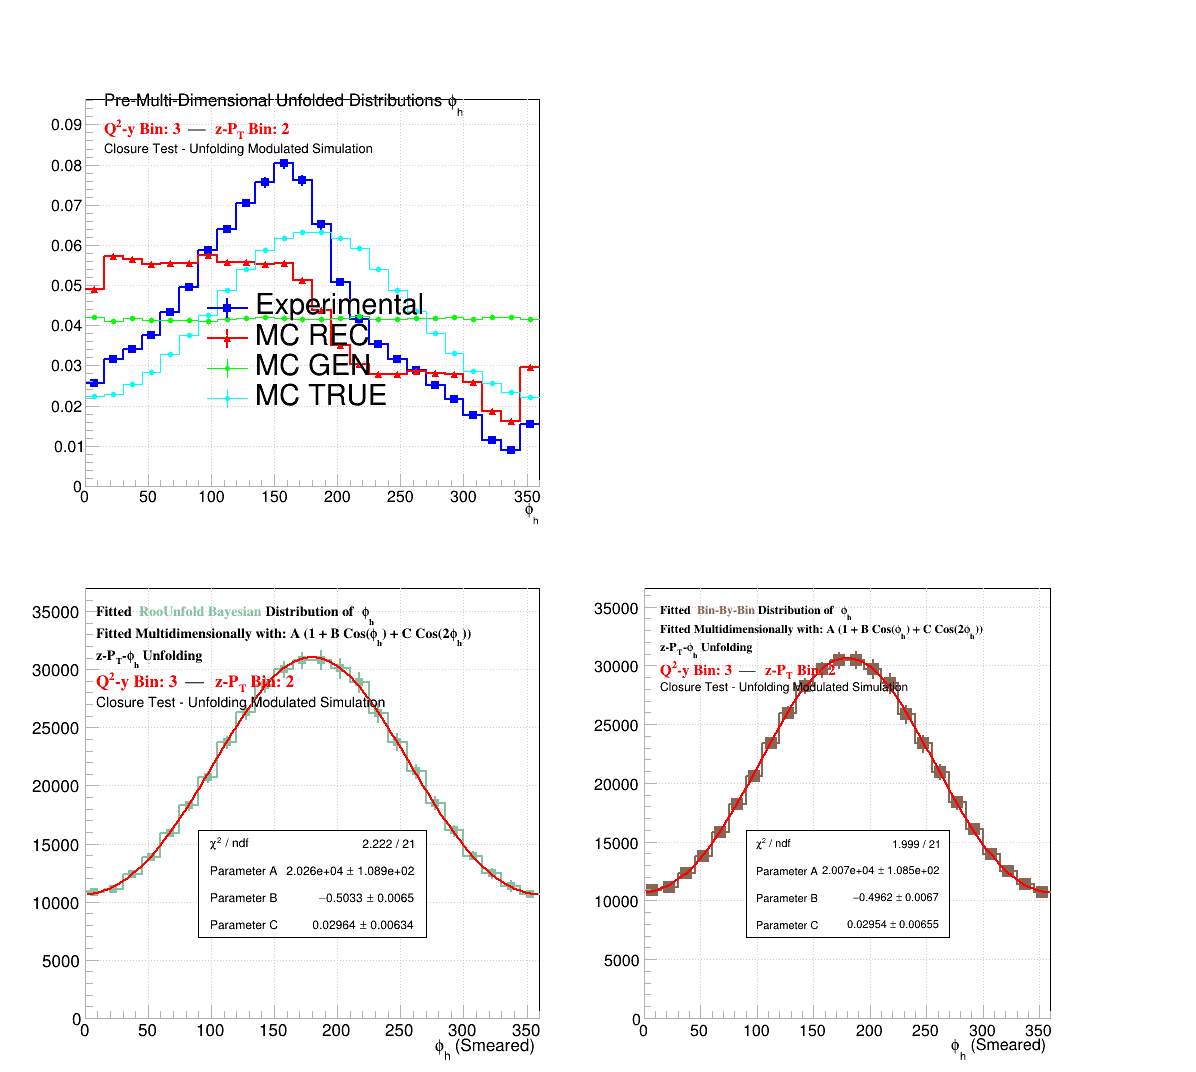 Pre-Multi-Dimensional Unfolded Distributions ϕh
Q2-y Bin: 3 — z-PT Bin: 2
Closure Test - Unfolding Modulated Simulation
0.09
0.08
0.07
0.06
0.05
0.04
0.03
0.02
0.01
0
Experimental
MC REC
MC GEN
MC TRUE
0 50 100 150 200 250 300 350
ϕh
Fitted RooUnfold Bayesian Distribution of ϕh
Fitted Multidimensionally with: A (1 + B Cos(ϕh) + C Cos(2ϕh))
z-PT-ϕh Unfolding
Q2-y Bin: 3 — z-PT Bin: 2
Closure Test - Unfolding Modulated Simulation
35000
30000
25000
20000
15000
10000
5000
0
χ2 / ndf 2.222 / 21
Parameter A 2.026e+04 ± 1.089e+02
Parameter B −0.5033 ± 0.0065
Parameter C 0.02964 ± 0.00634
0 50 100 150 200 250 300 350
ϕh (Smeared)
Fitted Bin-By-Bin Distribution of ϕh
Fitted Multidimensionally with: A (1 + B Cos(ϕh) + C Cos(2ϕh))
z-PT-ϕh Unfolding
Q2-y Bin: 3 — z-PT Bin: 2
Closure Test - Unfolding Modulated Simulation
35000
30000
25000
20000
15000
10000
5000
0
χ2 / ndf 1.999 / 21
Parameter A 2.007e+04 ± 1.085e+02
Parameter B −0.4962 ± 0.0067
Parameter C 0.02954 ± 0.00655
0 50 100 150 200 250 300 350
ϕh (Smeared)